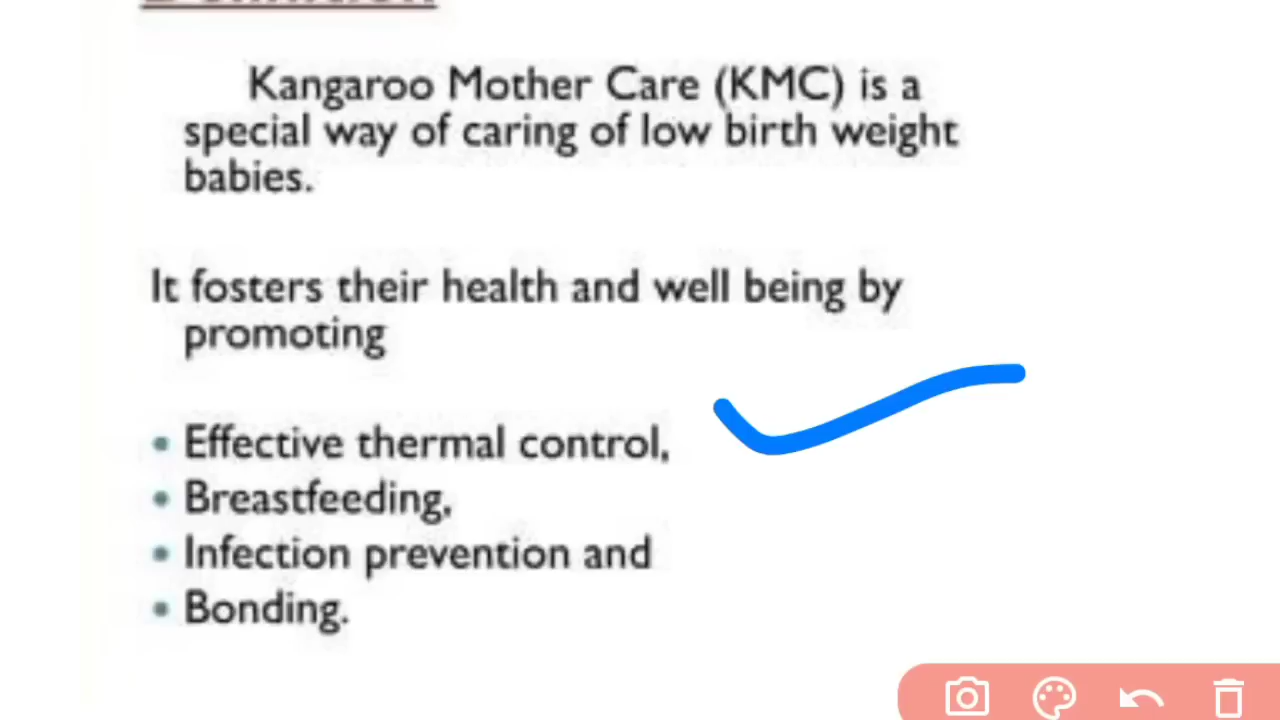 Kangaroo Mother Care (KMC) is a
special way of caring of low birth weight
babies.
It fosters their health and well being by
promoting
• Effective thermal control,
• Breastfeeding,
• Infection prevention and
• Bonding.